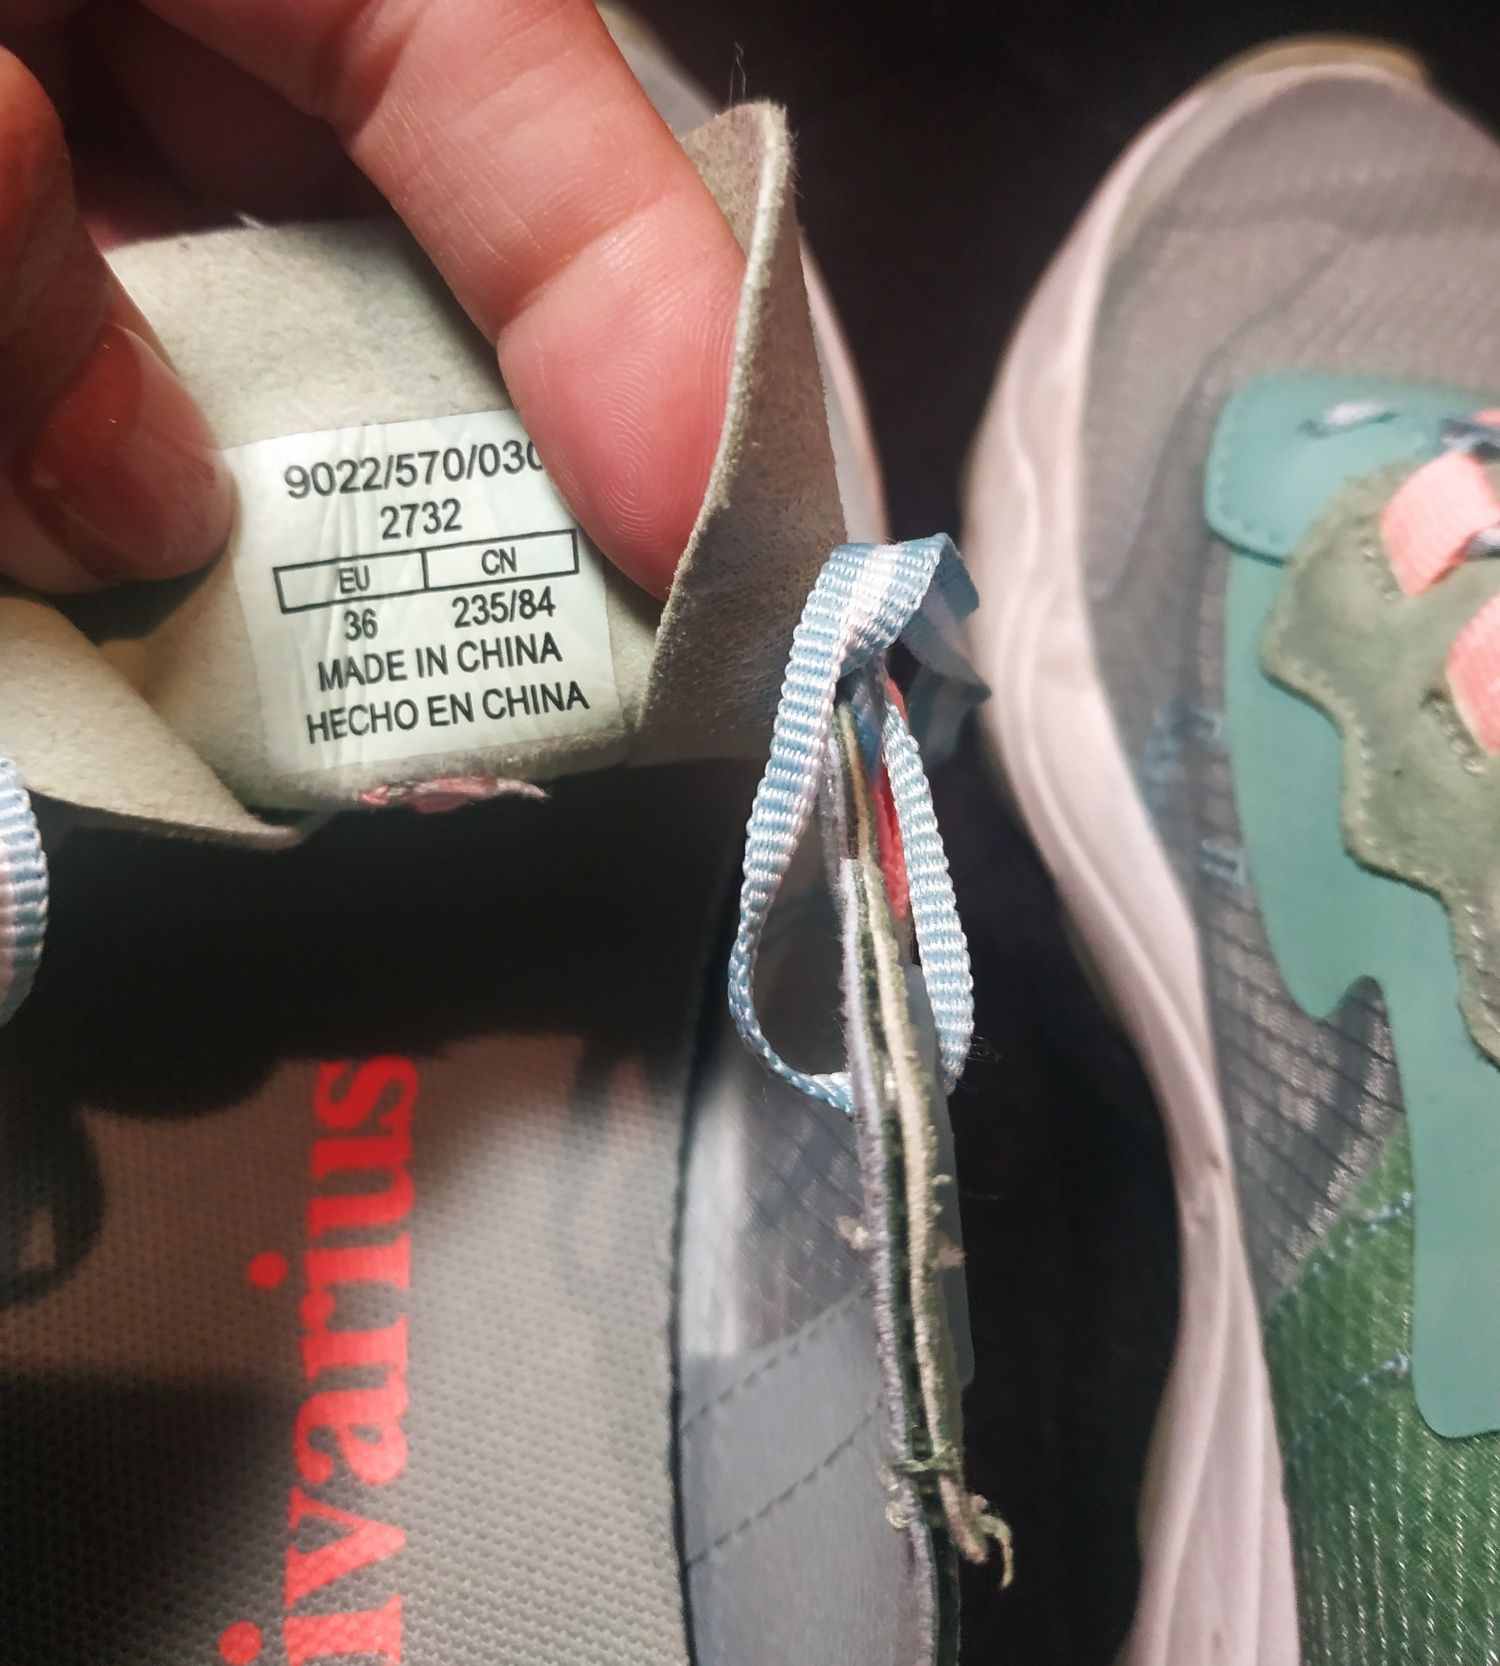 9022/570/030
2732
EU CN
36 235/84
MADE IN CHINA
HECHO EN CHINA
ivarius